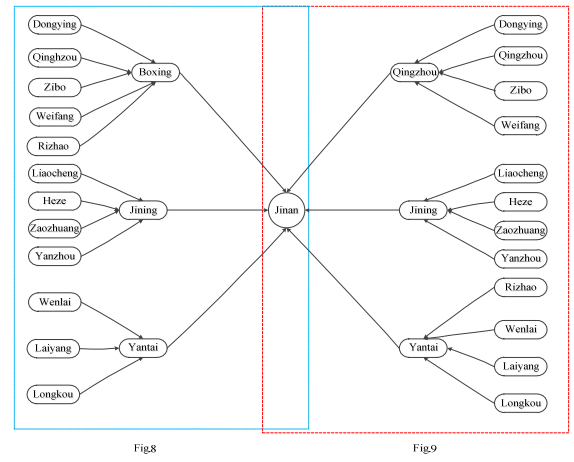 Dongying
Qinghzou
Zibo
Weifang
Rizhao
Boxing
Liaocheng
Heze
Zaozhuang
Yanzhou
Jining
Wenlai
Laiyang
Longkou
Yantai
Jinan
Qingzhou
Dongying
Qingzhou
Zibo
Weifang
Jining
Liaocheng
Heze
Zaozhuang
Yanzhou
Yantai
Rizhao
Wenlai
Laiyang
Longkou
Fig.8
Fig.9